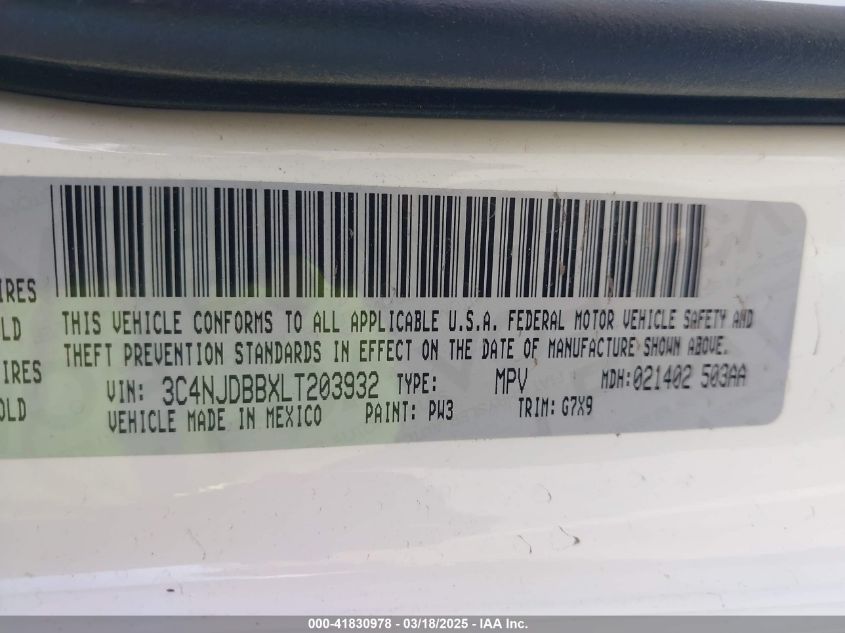 IRES
THIS VEHICLE CONFORMS TO ALL APPLICABLE U.S.A. FEDERAL MOTOR VEHICLE SAFETY AND
OLD
THEFT PREVENTION STANDARDS IN EFFECT ON THE DATE OF MANUFACTURE SHOWN ABOVE.
IRES
VIN: 3C4NJDBBXLT203932 TYPE: MPV MDH:021402 503AA
OLD
VEHICLE MADE IN MEXICO PAINT: PW3 TRIM: G7X9
000-41830978 - 03/18/2025 - IAA Inc.